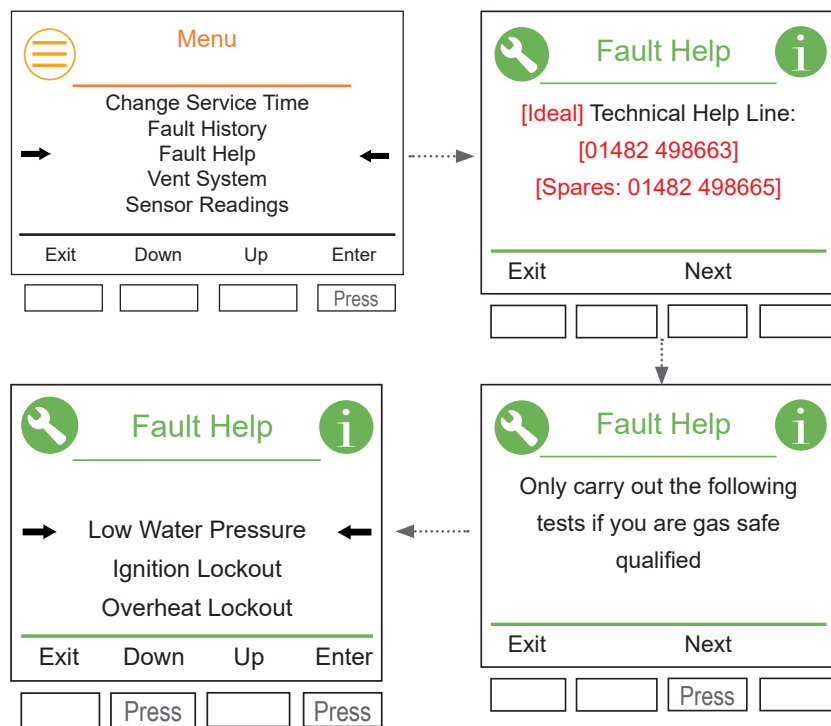 Menu
Change Service Time
Fault History
Fault Help
Vent System
Sensor Readings
Exit Down Up Enter
Press
Fault Help
[Ideal] Technical Help Line:
[01482 498663]
[Spares: 01482 498665]
Exit Next
Fault Help
Only carry out the following
tests if you are gas safe
qualified
Exit Next
Press
Fault Help
Low Water Pressure
Ignition Lockout
Overheat Lockout
Exit Down Up Enter
Press Press